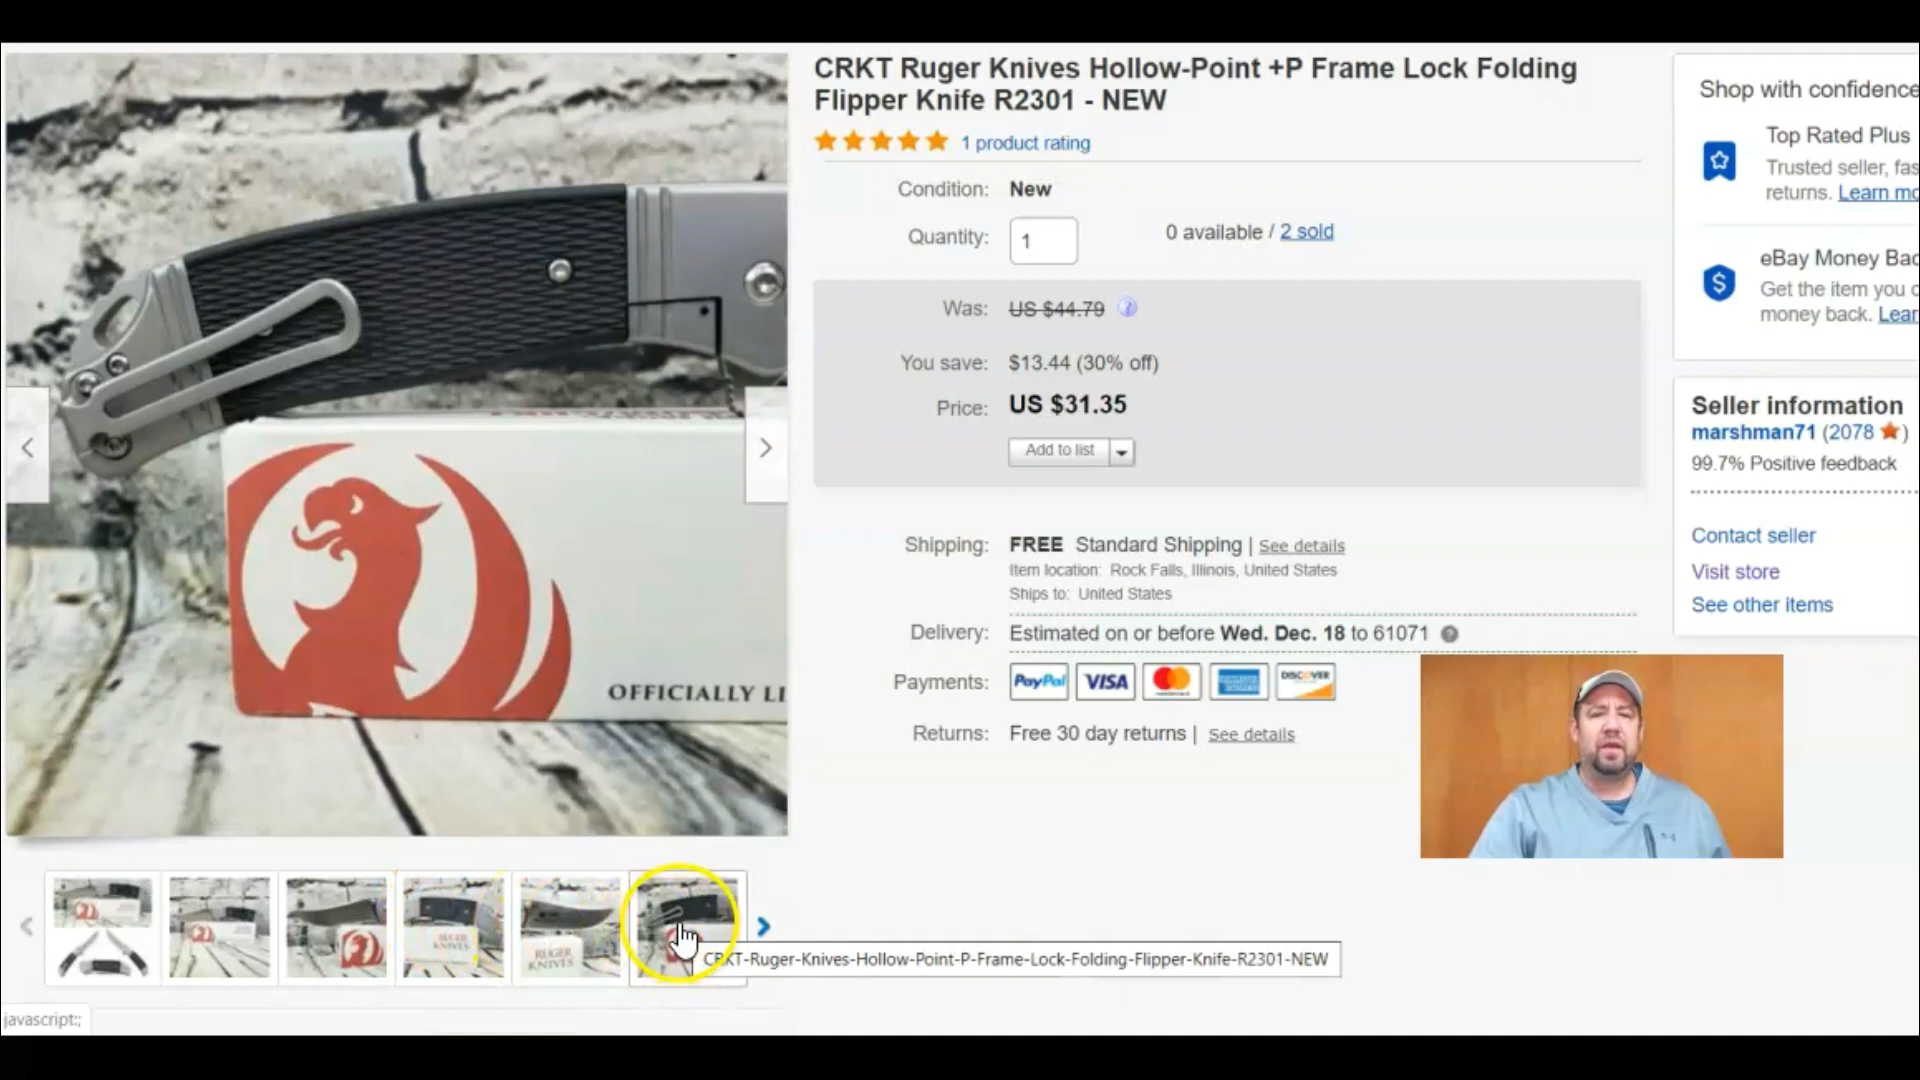 CRKT Ruger Knives Hollow-Point +P Frame Lock Folding
Flipper Knife R2301 - NEW
1 product rating
Condition: New
Quantity: 1 0 available / 2 sold
Was: US $44.79
You save: $13.44 (30% off)
Price: US $31.35
Add to list
Shipping: FREE Standard Shipping | See details
Item location: Rock Falls, Illinois, United States
Ships to: United States
Delivery: Estimated on or before Wed. Dec. 18 to 61071
Payments: PayPal VISA DISCOVER
Returns: Free 30 day returns | See details
Shop with confidence
Top Rated Plus
Trusted seller, fas
returns. Learn mo
eBay Money Bac
Get the item you o
money back. Lear
Seller information
marshman71 (2078 )
99.7% Positive feedback
Contact seller
Visit store
See other items
OFFICIALLY LI
RUGER
KNIVES
RUGER
KNIVES
CRKT-Ruger-Knives-Hollow-Point-P-Frame-Lock-Folding-Flipper-Knife-R2301-NEW
javascript:;